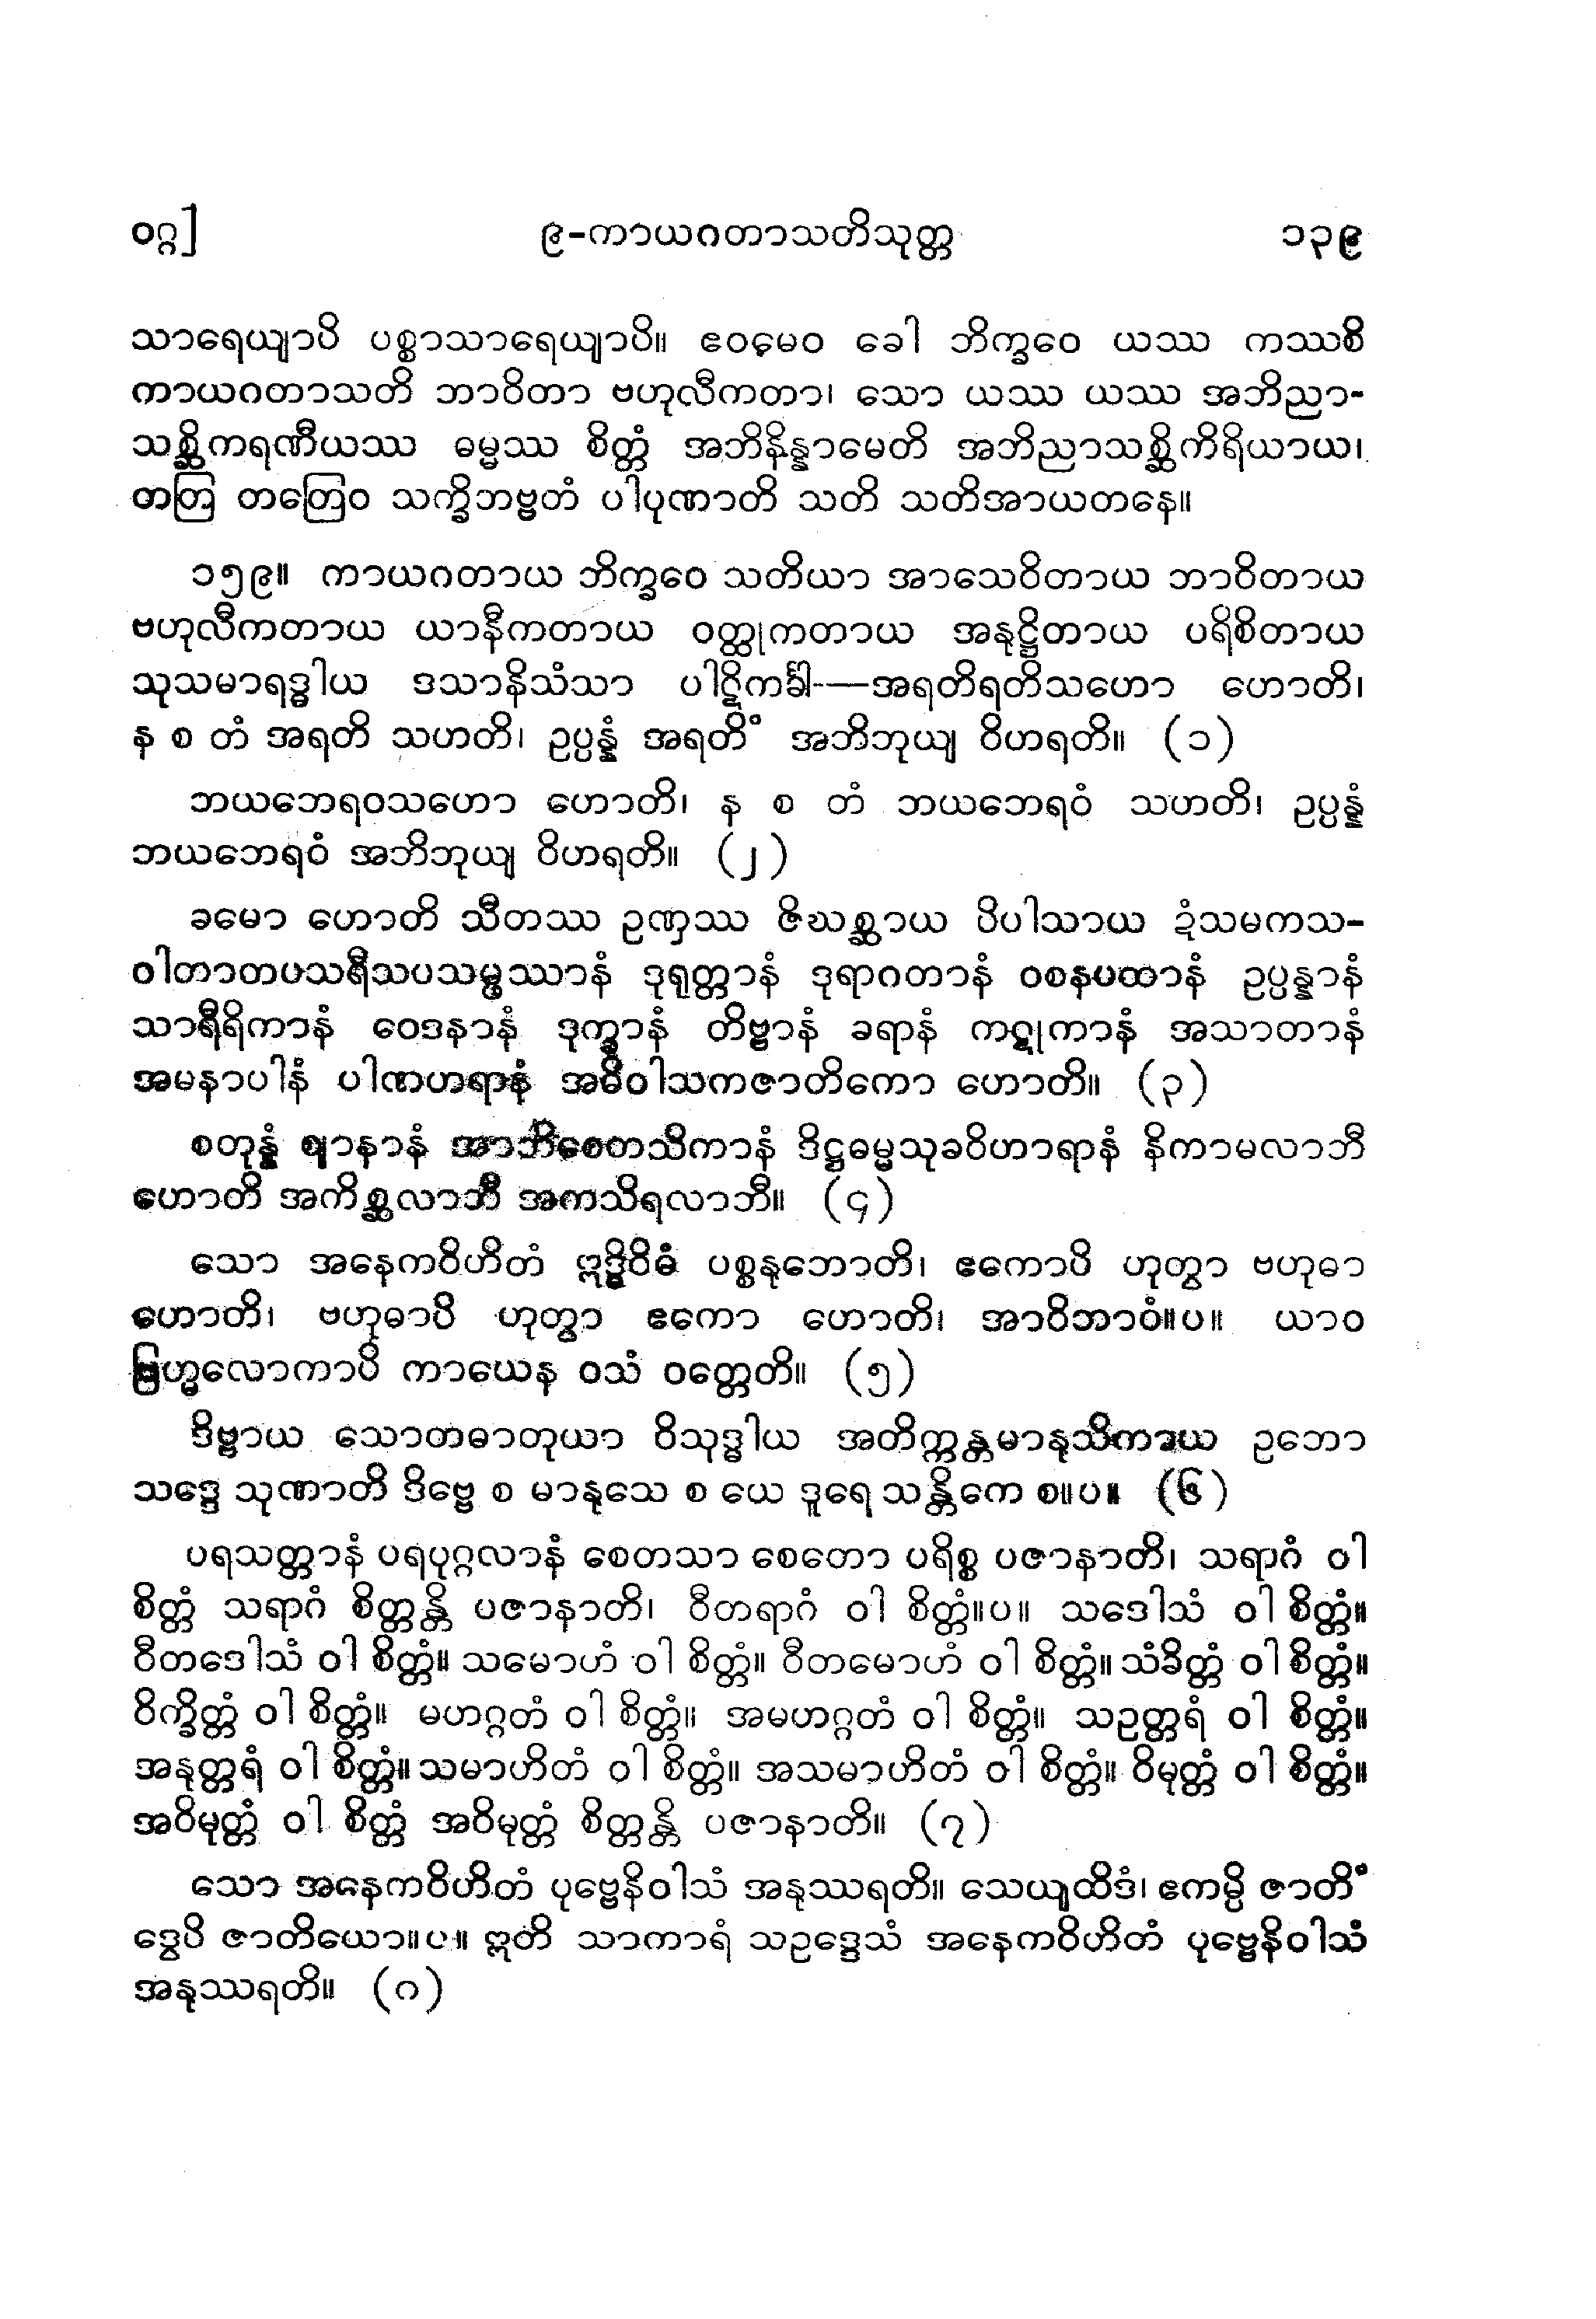 ဝဂ္ဂ] ၉-ကာယဂတာသတိသုတ္တ ၁၃၉
သာရေယျာပိ ပစ္စာသာရေယျာပိ။ ဧဝမေဝ ခေါ ဘိက္ခဝေ ယဿ ကဿစိ
ကာယဂတာသတိ ဘာဝိတာ ဗဟုလီကတာ၊ သော ယဿ ယဿ အဘိညာ-
သစ္ဆိကရဏီယဿ ဓမ္မဿ စိတ္တံ အဘိနိန္နာမေတိ အဘိညာသစ္ဆိကိရိယာယ၊
တတြ တတြေဝ သက္ခိဘဗ္ဗတံ ပါပုဏာတိ သတိ သတိအာယတနေ။
၁၅၉။ ကာယဂတာယ ဘိက္ခဝေ သတိယာ အာသေဝိတာယ ဘာဝိတာယ
ဗဟုလီကတာယ ယာနီကတာယ ဝတ္ထုကတာယ အနုဋ္ဌိတာယ ပရိစိတာယ
သုသမာရဒ္ဓါယ ဒသာနိသံသာ ပါဋိကင်္ခါ-—အရတိရတိသဟော ဟောတိ၊
န စ တံ အရတိ သဟတိ၊ ဥပ္ပန္နံ အရတိံ အဘိဘုယျ ဝိဟရတိ။ (၁)
ဘယဘေရဝသဟော ဟောတိ၊ န စ တံ ဘယဘေရဝံ သဟတိ၊ ဥပ္ပန္နံ
ဘယဘေရဝံ အဘိဘုယျ ဝိဟရတိ။ (၂)
ခမော ဟောတိ သီတဿ ဥဏှဿ ဇိဃစ္ဆာယ ပိပါသာယ ဍံသမကသ-
ဝါတာတပသရီသပသမ္ဖဿာနံ ဒုရုတ္တာနံ ဒုရာဂတာနံ ဝစနပထာနံ ဥပ္ပန္နာနံ
သာရီရိကာနံ ဝေဒနာနံ ဒုက္ခာနံ တိဗ္ဗာနံ ခရာနံ ကဋုကာနံ အသာတာနံ
အမနာပါနံ ပါဏဟရာနံ အဓိဝါသကဇာတိကော ဟောတိ။ (၃)
စတုန္နံ ဈာနာနံ အာဘိစေတသိကာနံ ဒိဋ္ဌဓမ္မသုခဝိဟာရာနံ နိကာမလာဘီ
ဟောတိ အကိစ္ဆလာဘီ အကသိရလာဘီ။ (၄)
သော အနေကဝိဟိတံ ဣဒ္ဓိဝိဓံ ပစ္စနုဘောတိ၊ ဧကောပိ ဟုတွာ ဗဟုဓာ
ဟောတိ၊ ဗဟုဓာပိ ဟုတွာ ဧကော ဟောတိ၊ အာဝိဘာဝံ။ပ။ ယာဝ
ဗြဟ္မလောကာပိ ကာယေန ဝသံ ဝတ္တေတိ။ (၅)
ဒိဗ္ဗာယ သောတဓာတုယာ ဝိသုဒ္ဓါယ အတိက္ကန္တမာနုသိကာယ ဥဘော
သဒ္ဒေ သုဏာတိ ဒိဗ္ဗေ စ မာနုသေ စ ယေ ဒူရေ သန္တိကေ စ။ပ။ (၆)
ပရသတ္တာနံ ပရပုဂ္ဂလာနံ စေတသာ စေတော ပရိစ္စ ပဇာနာတိ၊ သရာဂံ ဝါ
စိတ္တံ သရာဂံ စိတ္တန္တိ ပဇာနာတိ၊ ဝီတရာဂံ ဝါ စိတ္တံ။ပ။ သဒေါသံ ဝါ စိတ္တံ။
ဝီတဒေါသံ ဝါ စိတ္တံ။ သမောဟံ ဝါ စိတ္တံ။ ဝီတမောဟံ ဝါ စိတ္တံ။ သံခိတ္တံ ဝါ စိတ္တံ။
ဝိက္ခိတ္တံ ဝါ စိတ္တံ။ မဟဂ္ဂတံ ဝါ စိတ္တံ။ အမဟဂ္ဂတံ ဝါ စိတ္တံ။ သဥတ္တရံ ဝါ စိတ္တံ။
အနုတ္တရံ ဝါ စိတ္တံ။ သမာဟိတံ ဝါ စိတ္တံ။ အသမာဟိတံ ဝါ စိတ္တံ။ ဝိမုတ္တံ ဝါ စိတ္တံ။
အဝိမုတ္တံ ဝါ စိတ္တံ အဝိမုတ္တံ စိတ္တန္တိ ပဇာနာတိ။ (၇)
သော အနေကဝိဟိတံ ပုဗ္ဗေနိဝါသံ အနုဿရတိ။ သေယျထိဒံ၊ ဧကမ္ပိ ဇာတိံ
ဒွေပိ ဇာတိယော။ပ။ ဣတိ သာကာရံ သဥဒ္ဒေသံ အနေကဝိဟိတံ ပုဗ္ဗေနိဝါသံ
အနုဿရတိ။ (၈)